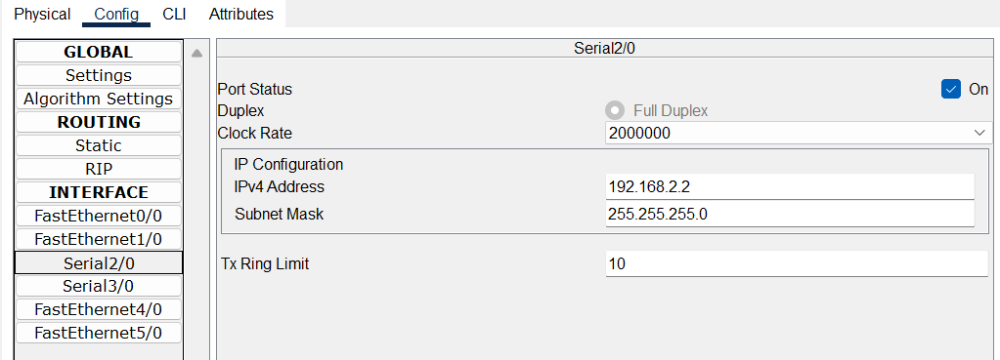 Physical Config CLI Attributes
GLOBAL
Settings
Algorithm Settings
ROUTING
Static
RIP
INTERFACE
FastEthernet0/0
FastEthernet1/0
Serial2/0
Serial3/0
FastEthernet4/0
FastEthernet5/0
Serial2/0
Port Status On
Duplex Full Duplex
Clock Rate 2000000
IP Configuration
IPv4 Address 192.168.2.2
Subnet Mask 255.255.255.0
Tx Ring Limit 10